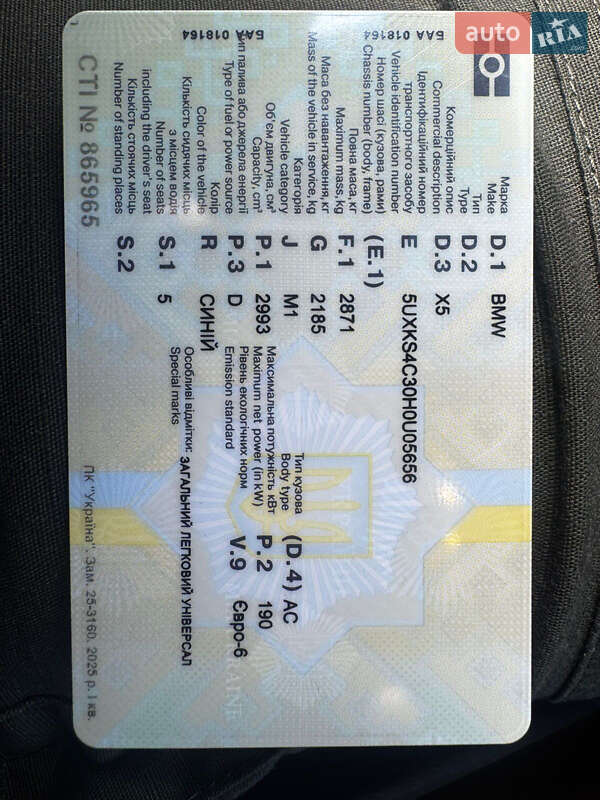 auto RIA
БАА 018164
БАА 018164
Марка
Make D.1 BMW
Тип
Type D.2
Комерційний опис
Commercial description D.3 X5
Ідентифікаційний номер
транспортного засобу
Vehicle identification number E 5UXKS4C30H0U05656
Номер шасі (кузова, рами)
Chassis number (body, frame) (E.1)
Повна маса, кг
Maximum mass, kg F.1 2871
Маса без навантаження, кг
Mass of the vehicle in service, kg G 2185
Категорія
Vehicle category J M1
Тип кузова
Body type (D.4) AC
Об'єм двигуна, см³
Capacity, cm³ P.1 2993
Максимальна потужність кВт
Maximum net power (in kW) P.2 190
Тип палива або джерела енергії
Type of fuel or power source P.3 D
Рівень екологічних норм
Emission standard V.9 Євро-6
Колір
Color of the vehicle R СИНІЙ
Кількість сидячих місць
з місцем водія
Number of seats
including the driver's seat S.1 5
Особливі відмітки: ЗАГАЛЬНИЙ ЛЕГКОВИЙ УНІВЕРСАЛ
Special marks
Кількість стоячих місць
Number of standing places S.2
СТІ № 865965
ПК "Україна". Зам. 25-3160. 2025 р. І кв.